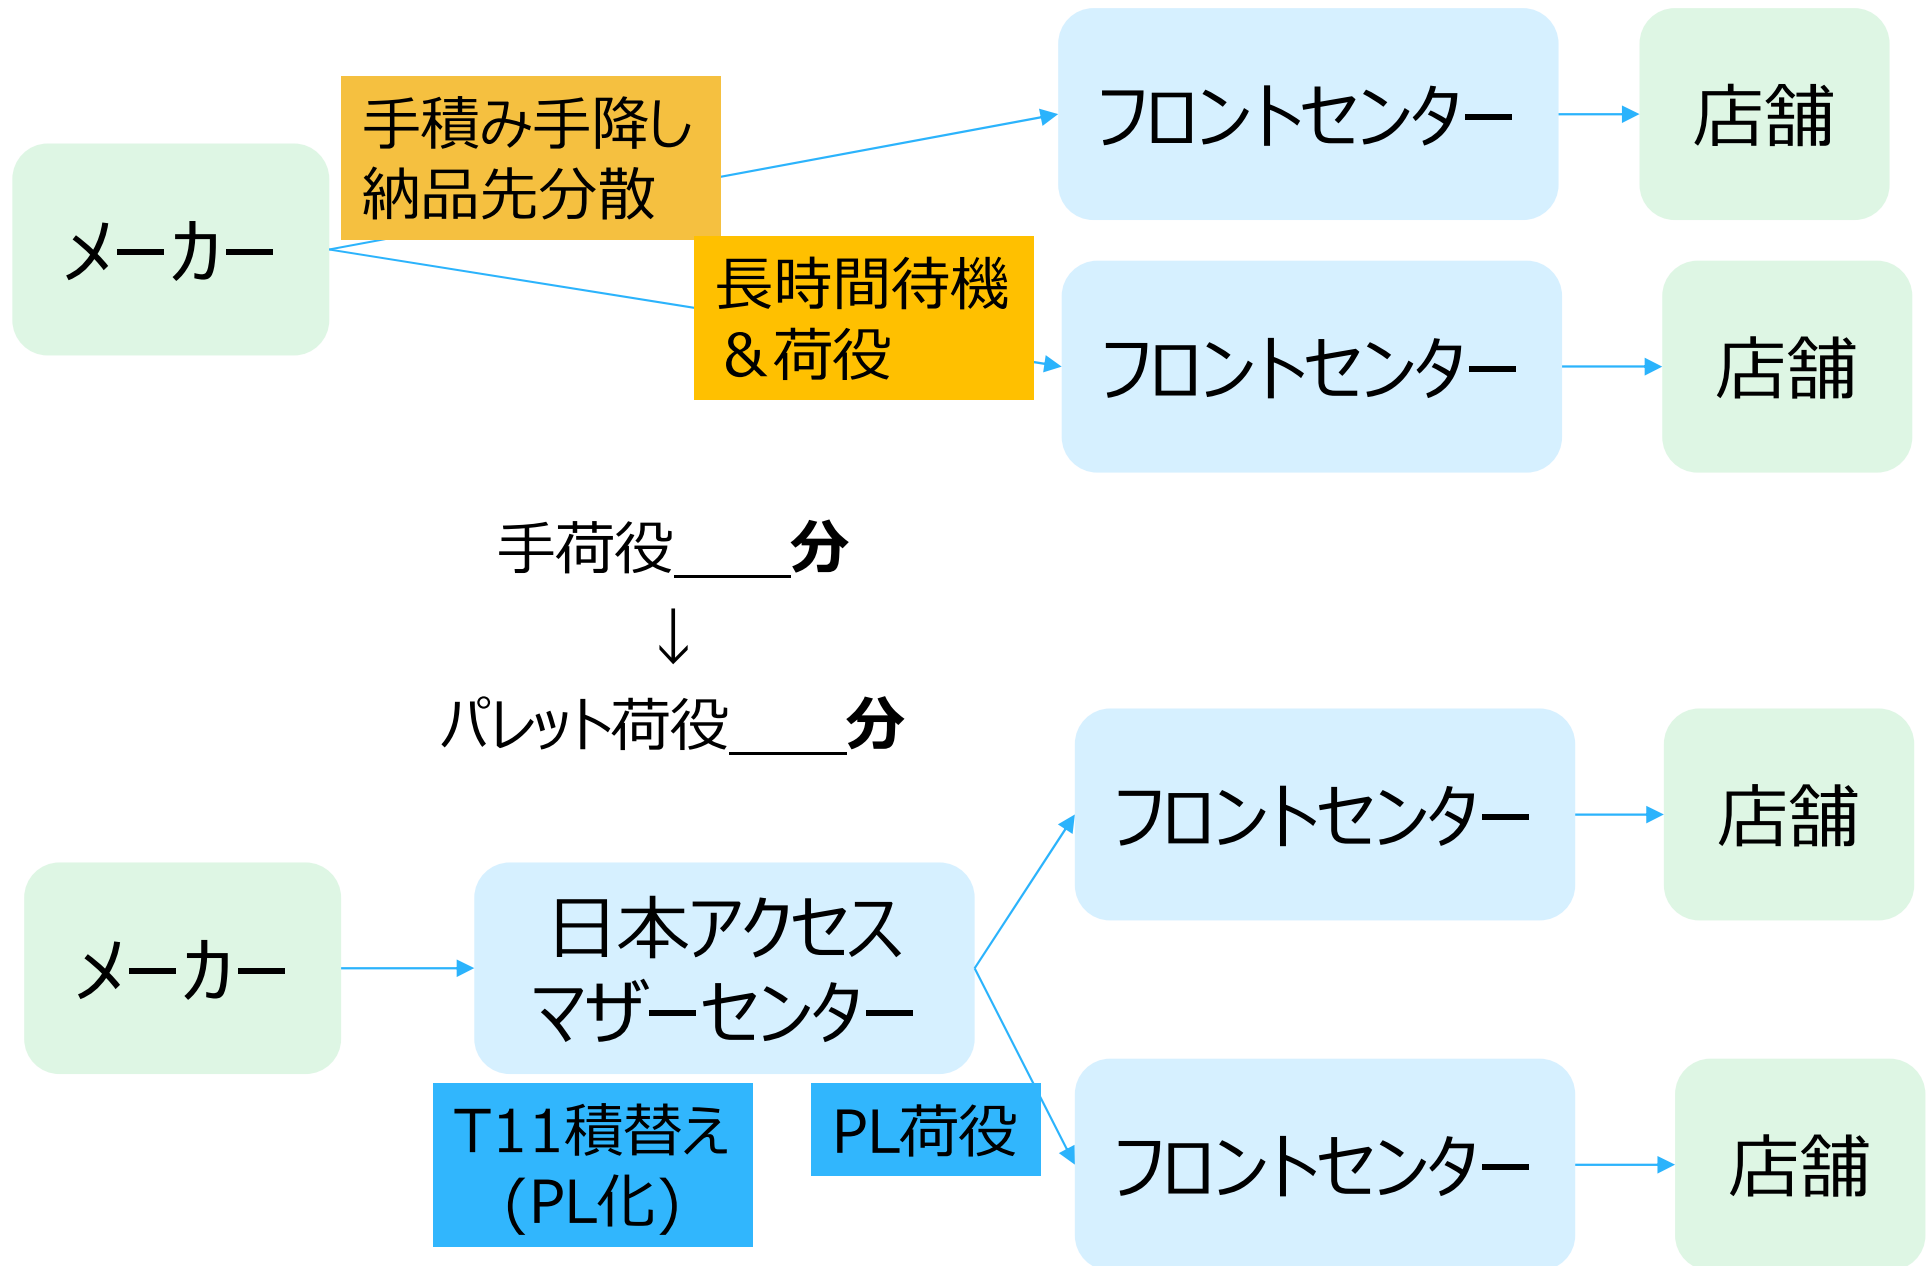 メーカー
手積み手降し
納品先分散
フロントセンター
店舗
長時間待機
&荷役
フロントセンター
店舗
手荷役____分
↓
パレット荷役____分
メーカー
日本アクセス
マザーセンター
T11積替え
(PL化)
PL荷役
フロントセンター
店舗
フロントセンター
店舗